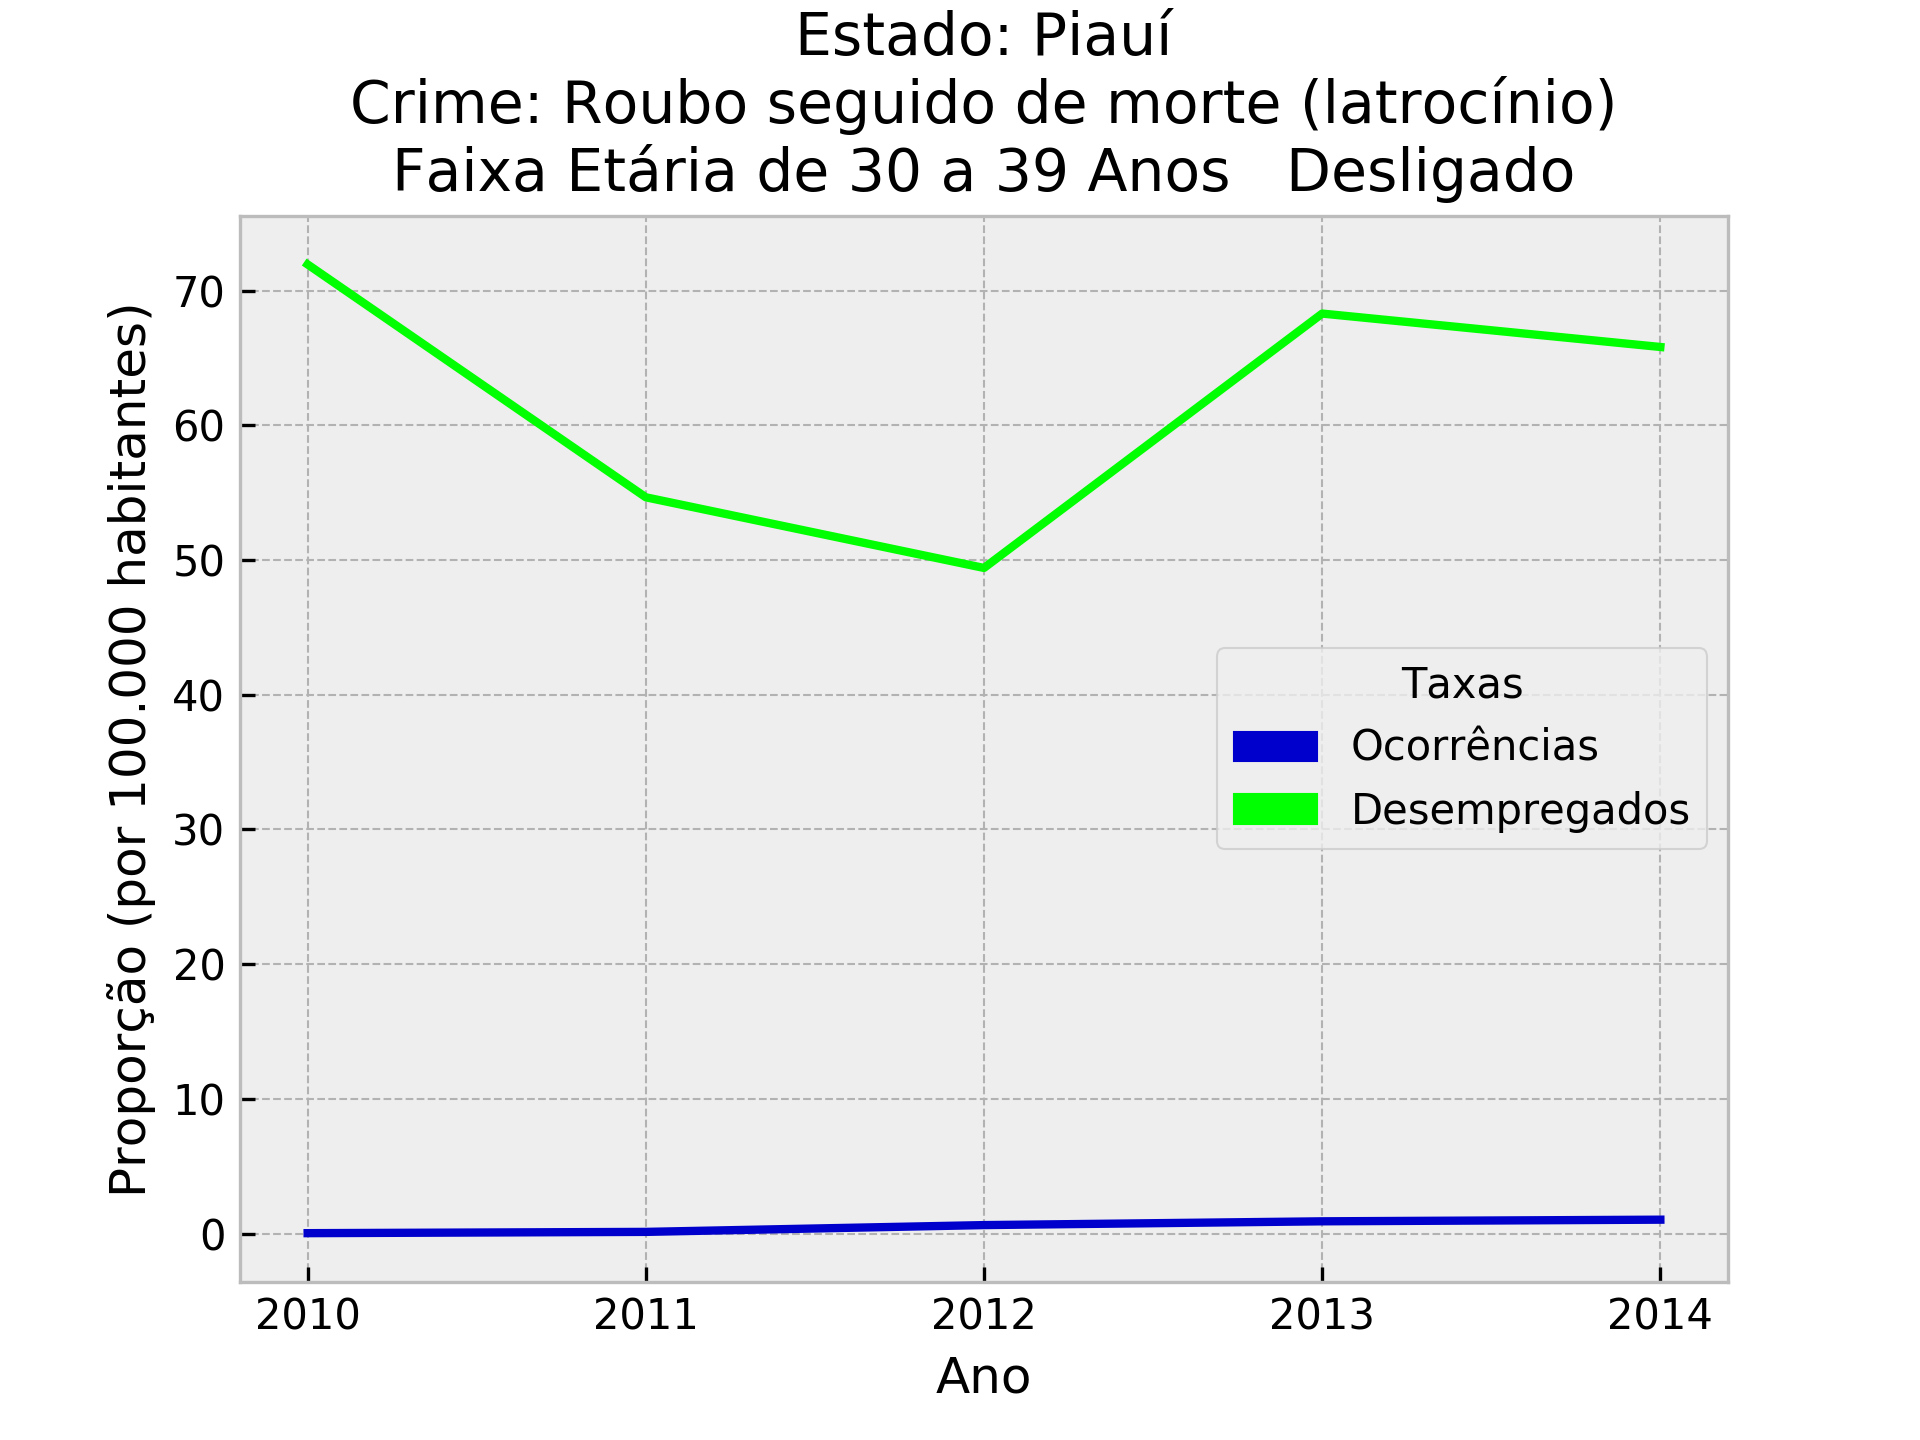 Estado: Piauí
Crime: Roubo seguido de morte (latrocínio)
Faixa Etária de 30 a 39 Anos   Desligado
Proporção (por 100.000 habitantes)
70
60
50
40
30
20
10
0
Taxas
Ocorrências
Desempregados
2010 2011 2012 2013 2014
Ano